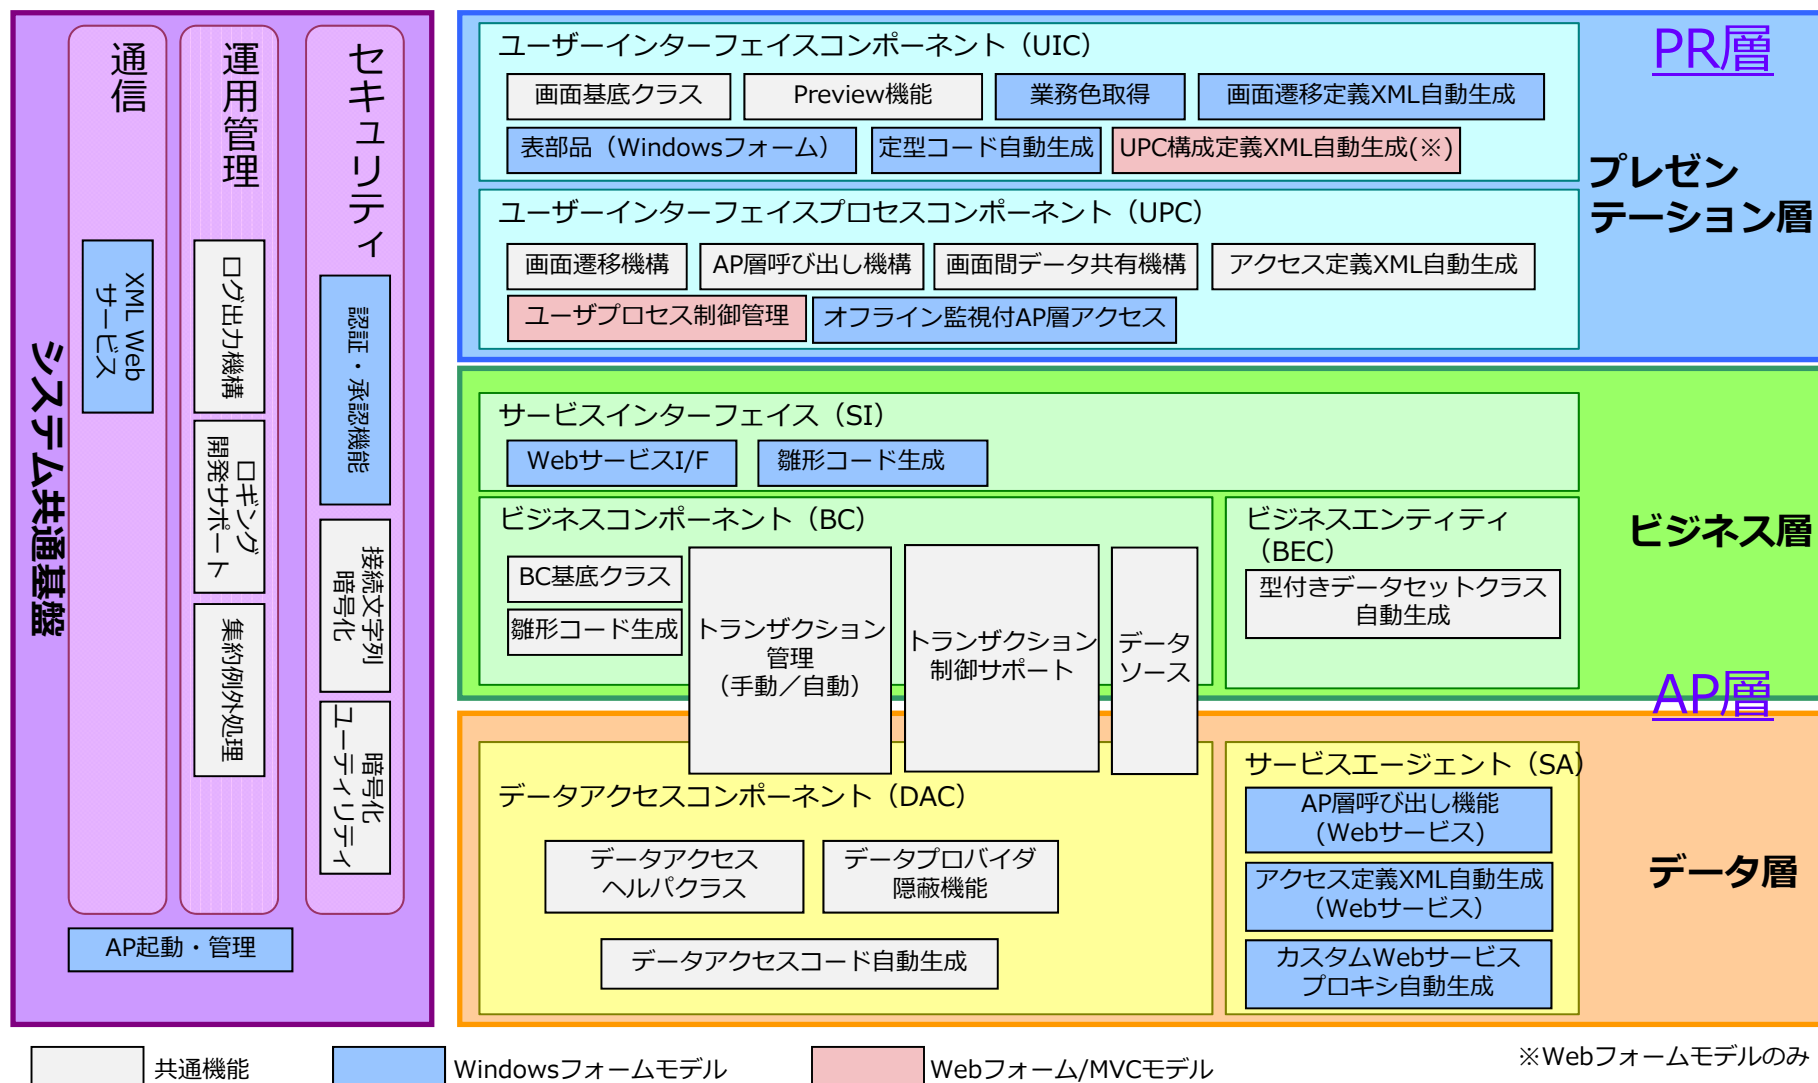 システム共通基盤
通信
XML Web
サービス
運用管理
ログ出力機構
ロギング
開発サポート
集約例外処理
セキュリティ
認証・承認機能
接続文字列
暗号化
暗号化
ユーティリティ
AP起動・管理
PR層
プレゼン
テーション層
ユーザーインターフェイスコンポーネント（UIC）
画面基底クラス
Preview機能
業務色取得
画面遷移定義XML自動生成
表部品（Windowsフォーム）
定型コード自動生成
UPC構成定義XML自動生成(※)
ユーザーインターフェイスプロセスコンポーネント（UPC）
画面遷移機構
AP層呼び出し機構
画面間データ共有機構
アクセス定義XML自動生成
ユーザプロセス制御管理
オフライン監視付AP層アクセス
ビジネス層
サービスインターフェイス（SI）
WebサービスI/F
雛形コード生成
ビジネスコンポーネント（BC）
BC基底クラス
雛形コード生成
トランザクション
管理
（手動／自動）
トランザクション
制御サポート
データ
ソース
ビジネスエンティティ
（BEC）
型付きデータセットクラス
自動生成
AP層
データ層
データアクセスコンポーネント（DAC）
データアクセス
ヘルパクラス
データプロバイダ
隠蔽機能
データアクセスコード自動生成
サービスエージェント（SA）
AP層呼び出し機能
(Webサービス)
アクセス定義XML自動生成
（Webサービス）
カスタムWebサービス
プロキシ自動生成
共通機能
Windowsフォームモデル
Webフォーム/MVCモデル
※Webフォームモデルのみ